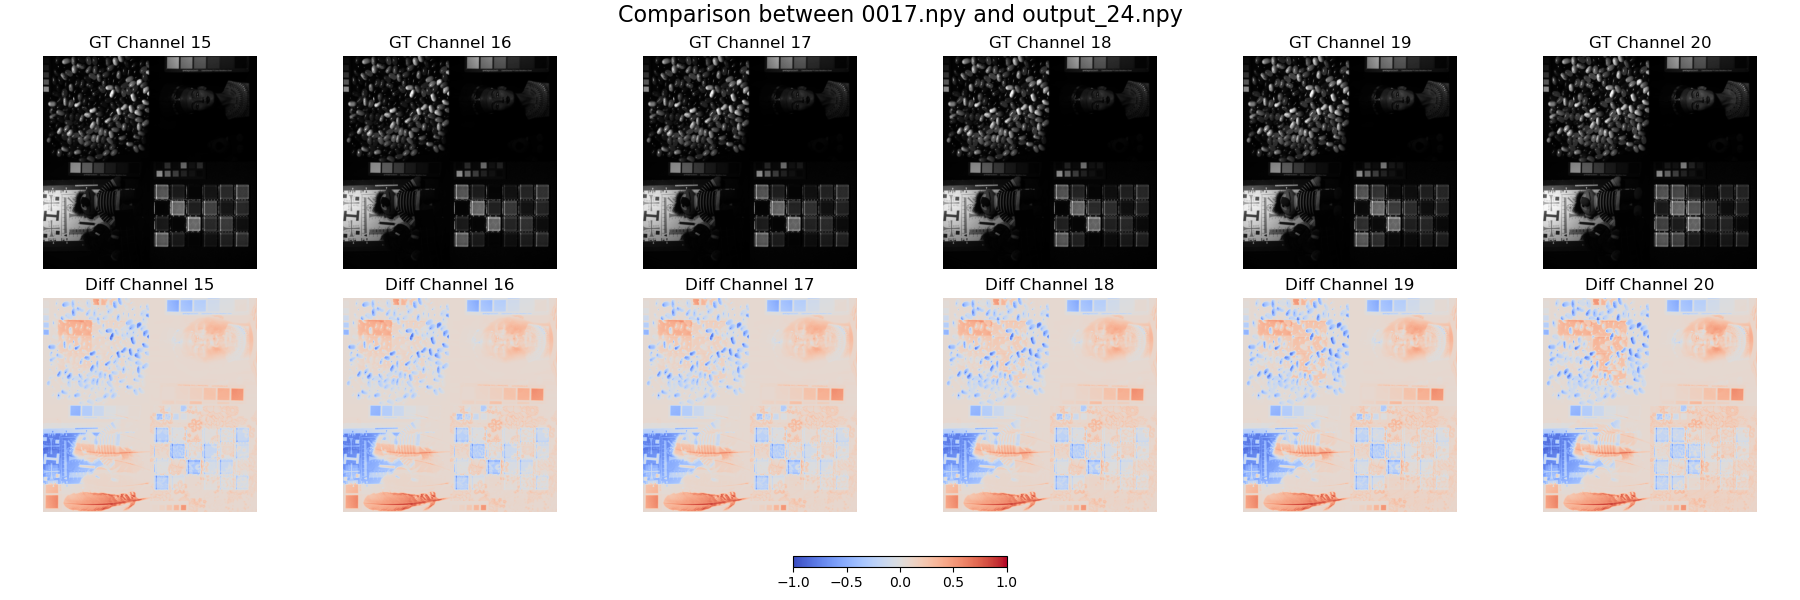 Comparison between 0017.npy and output_24.npy
GT Channel 15
GT Channel 16
GT Channel 17
GT Channel 18
GT Channel 19
GT Channel 20
Diff Channel 15
Diff Channel 16
Diff Channel 17
Diff Channel 18
Diff Channel 19
Diff Channel 20
−1.0
−0.5
0.0
0.5
1.0